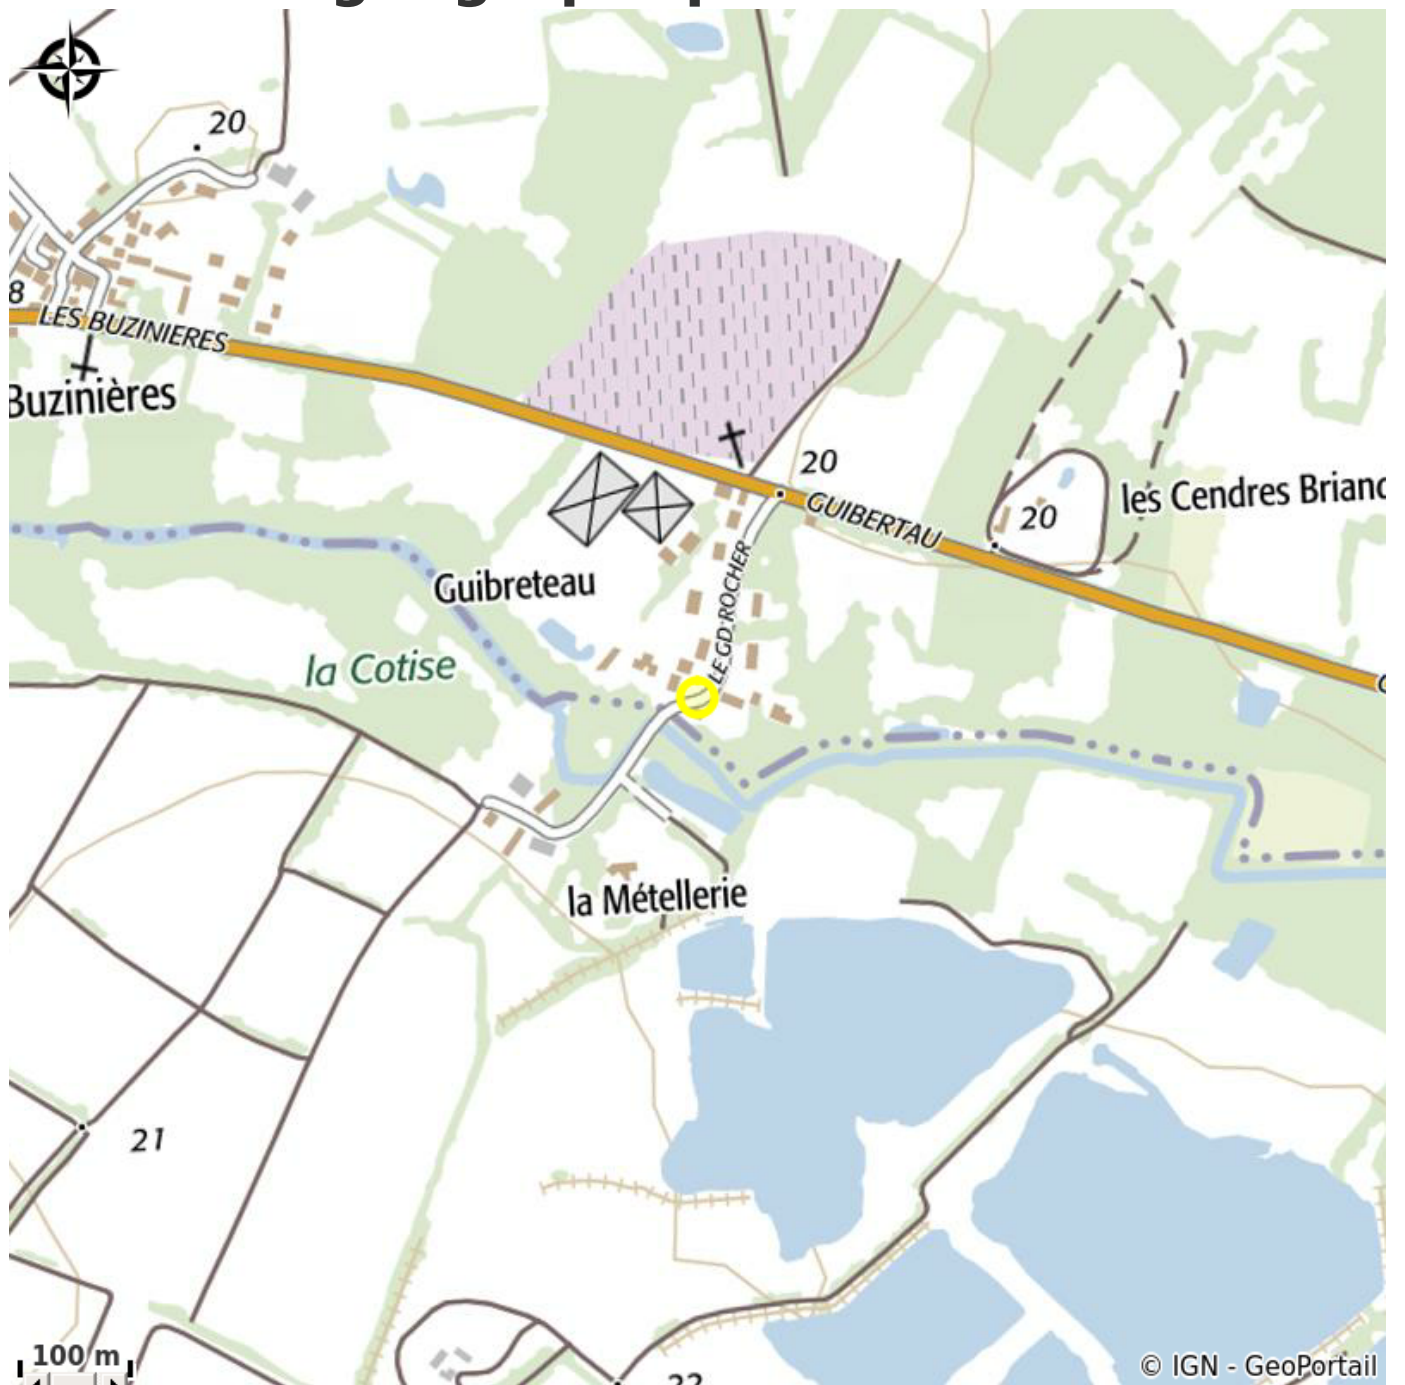 20
8
LES BUZINIERES
Buzinières
20
GUIBERTAU
les Cendres Brianc
20
Guibreteau
LE GD ROCHER
la Cotise
la Métellerie
21
100 m
22
© IGN - GeoPortail